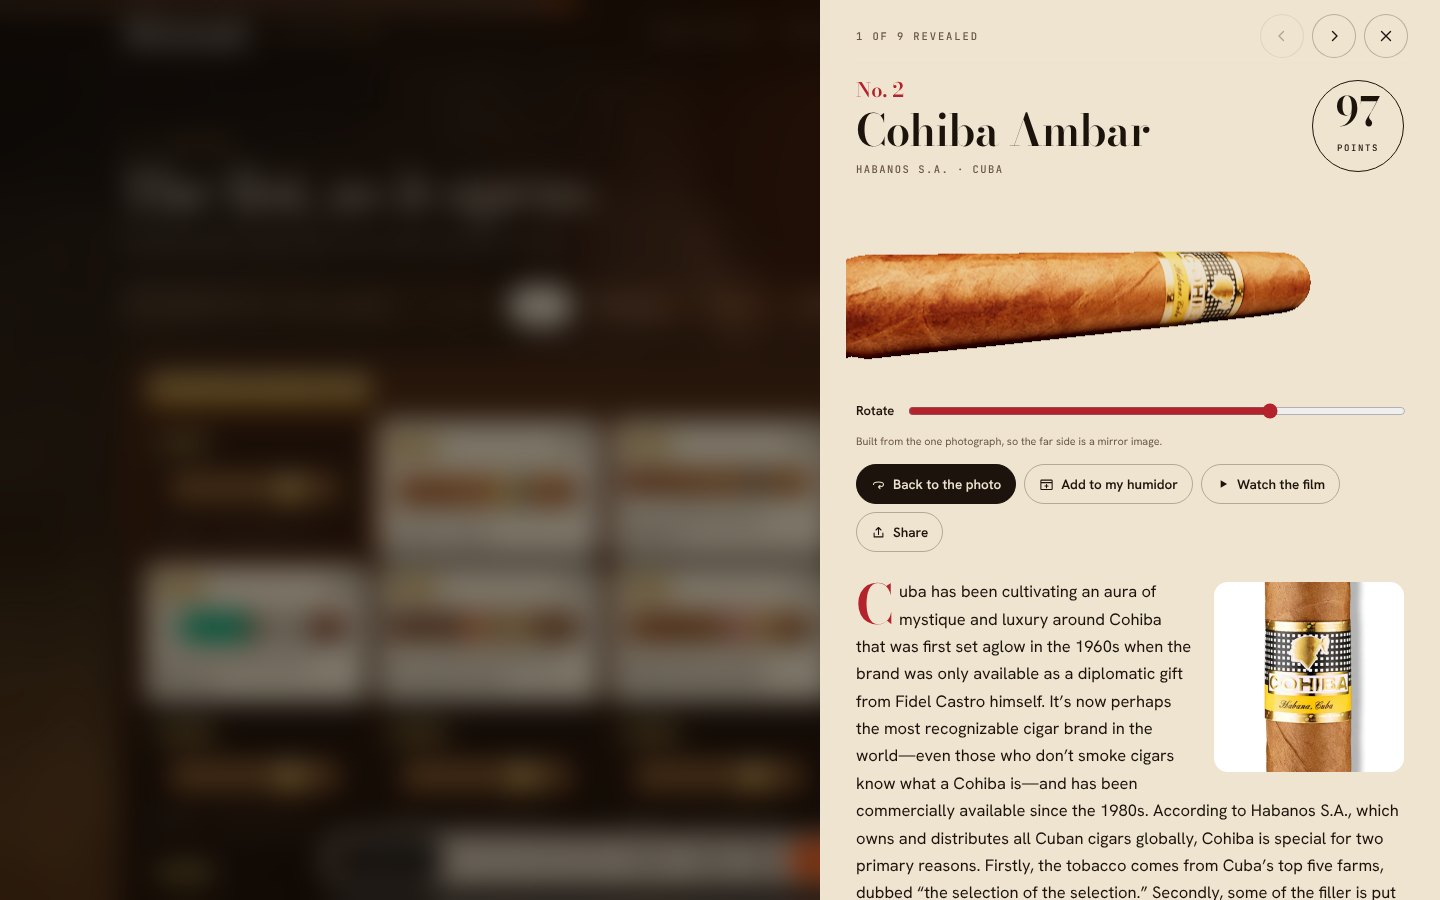 1 OF 9 REVEALED
No. 2
Cohiba Ambar
HABANOS S.A. · CUBA
97
POINTS
Rotate
Built from the one photograph, so the far side is a mirror image.
Back to the photo
Add to my humidor
Watch the film
Share
Cuba has been cultivating an aura of
mystique and luxury around Cohiba
that was first set aglow in the 1960s when the
brand was only available as a diplomatic gift
from Fidel Castro himself. It’s now perhaps
the most recognizable cigar brand in the
world—even those who don’t smoke cigars
know what a Cohiba is—and has been
commercially available since the 1980s. According to Habanos S.A., which
owns and distributes all Cuban cigars globally, Cohiba is special for two
primary reasons. Firstly, the tobacco comes from Cuba’s top five farms,
dubbed “the selection of the selection.” Secondly, some of the filler is put
COHIBA
Habana, Cuba